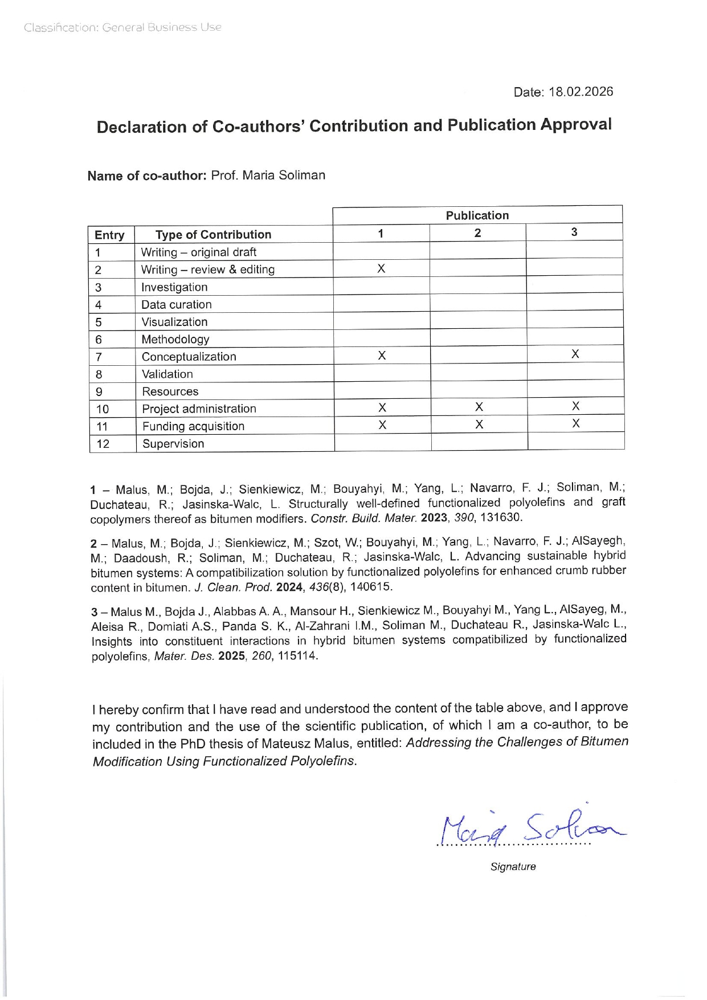 Classification: General Business Use
Date: 18.02.2026
Declaration of Co-authors' Contribution and Publication Approval
Name of co-author: Prof. Maria Soliman
Publication
Entry Type of Contribution 1 2 3
1 Writing – original draft
2 Writing – review & editing X
3 Investigation
4 Data curation
5 Visualization
6 Methodology
7 Conceptualization X X
8 Validation
9 Resources
10 Project administration X X X
11 Funding acquisition X X X
12 Supervision
1 – Malus, M.; Bojda, J.; Sienkiewicz, M.; Bouyahyi, M.; Yang, L.; Navarro, F. J.; Soliman, M.;
Duchateau, R.; Jasinska-Walc, L. Structurally well-defined functionalized polyolefins and graft
copolymers thereof as bitumen modifiers. Constr. Build. Mater. 2023, 390, 131630.
2 – Malus, M.; Bojda, J.; Sienkiewicz, M.; Szot, W.; Bouyahyi, M.; Yang, L.; Navarro, F. J.; AlSayegh,
M.; Daadoush, R.; Soliman, M.; Duchateau, R.; Jasinska-Walc, L. Advancing sustainable hybrid
bitumen systems: A compatibilization solution by functionalized polyolefins for enhanced crumb rubber
content in bitumen. J. Clean. Prod. 2024, 436(8), 140615.
3 – Malus M., Bojda J., Alabbas A. A., Mansour H., Sienkiewicz M., Bouyahyi M., Yang L., AlSayeg, M.,
Aleisa R., Domiati A.S., Panda S. K., Al-Zahrani I.M., Soliman M., Duchateau R., Jasinska-Walc L.,
Insights into constituent interactions in hybrid bitumen systems compatibilized by functionalized
polyolefins, Mater. Des. 2025, 260, 115114.
I hereby confirm that I have read and understood the content of the table above, and I approve
my contribution and the use of the scientific publication, of which I am a co-author, to be
included in the PhD thesis of Mateusz Malus, entitled: Addressing the Challenges of Bitumen
Modification Using Functionalized Polyolefins.
Maria Soliman
Signature